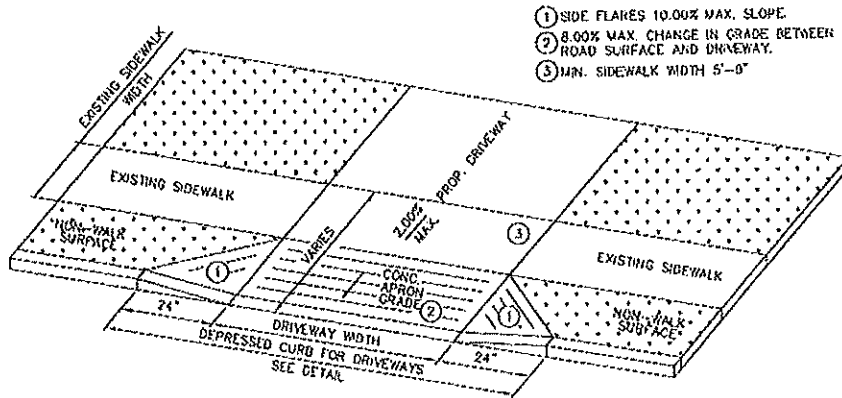 ① SIDE FLARES 10.00% MAX. SLOPE.
② 8.00% MAX. CHANGE IN GRADE BETWEEN
ROAD SURFACE AND DRIVEWAY.
③ MIN. SIDEWALK WIDTH 5'-0"
EXISTING SIDEWALK
WIDTH
EXISTING SIDEWALK
NON-WALK
SURFACE
①
VARIES
2.00%
MAX.
PROP. DRIVEWAY
③
CONC.
APRON
GRADE
②
①
EXISTING SIDEWALK
NON-WALK
SURFACE
24"
DRIVEWAY WIDTH
24"
DEPRESSED CURB FOR DRIVEWAYS
SEE DETAIL